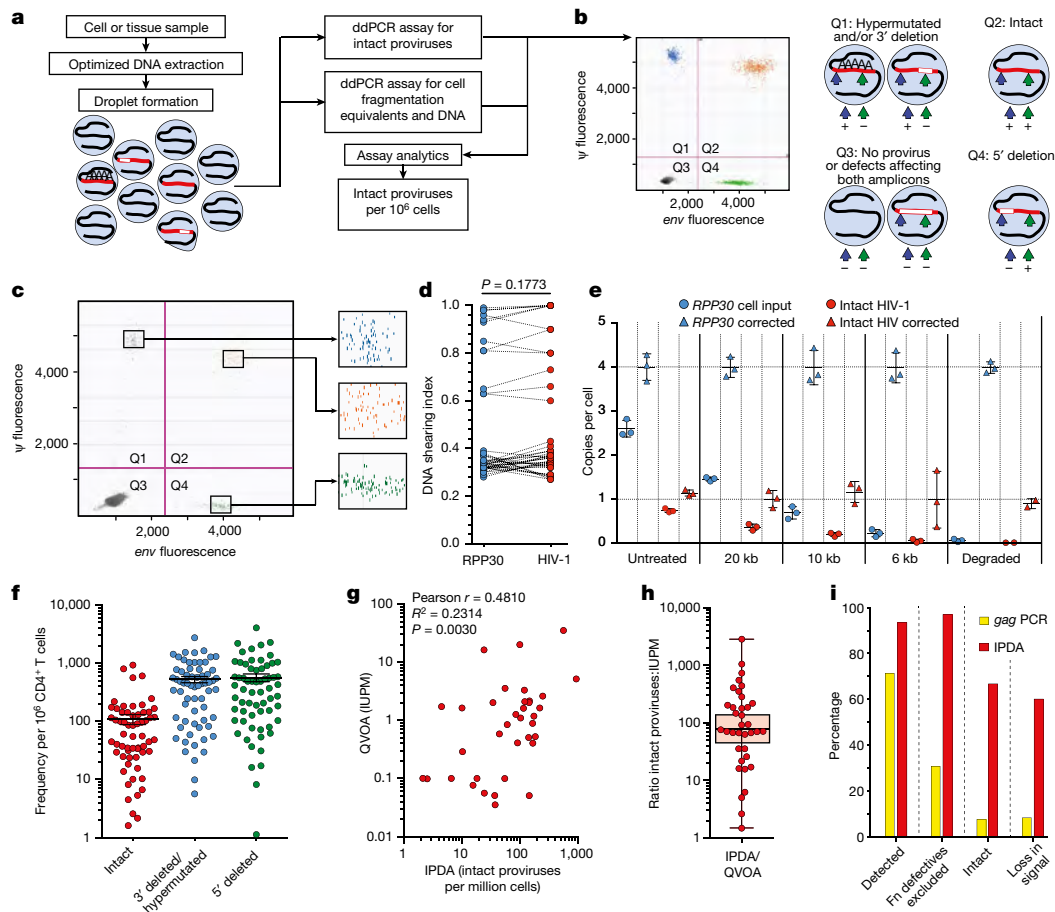 a
Cell or tissue sample
Optimized DNA extraction
Droplet formation
AAAAA
ddPCR assay for
intact proviruses
ddPCR assay for cell
fragmentation
equivalents and DNA
Assay analytics
Intact proviruses
per 10⁶ cells
b
ψ fluorescence
4,000
2,000
Q1 Q2
Q3 Q4
2,000 4,000
env fluorescence
Q1: Hypermutated
and/or 3′ deletion
AAAAA
+ − + −
Q2: Intact
+ +
Q3: No provirus
or defects affecting
both amplicons
− − − −
Q4: 5′ deletion
− +
c
ψ fluorescence
4,000
2,000
Q1 Q2
Q3 Q4
2,000 4,000
env fluorescence
d
P = 0.1773
DNA shearing index
1.0
0.8
0.6
0.4
0.2
0.0
RPP30 HIV-1
e
RPP30 cell input
RPP30 corrected
Intact HIV-1
Intact HIV corrected
Copies per cell
5
4
3
2
1
0
Untreated 20 kb 10 kb 6 kb Degraded
f
Frequency per 10⁶ CD4⁺ T cells
10,000
1,000
100
10
1
Intact
3′ deleted/
hypermutated
5′ deleted
g
Pearson r = 0.4810
R² = 0.2314
P = 0.0030
QVOA (IUPM)
100
10
1
0.1
0.01
1 10 100 1,000
IPDA (intact proviruses
per million cells)
h
Ratio intact proviruses:IUPM
10,000
1,000
100
10
1
IPDA/
QVOA
i
gag PCR
IPDA
Percentage
100
80
60
40
20
0
Detected
Fn defectives
excluded
Intact
Loss in
signal